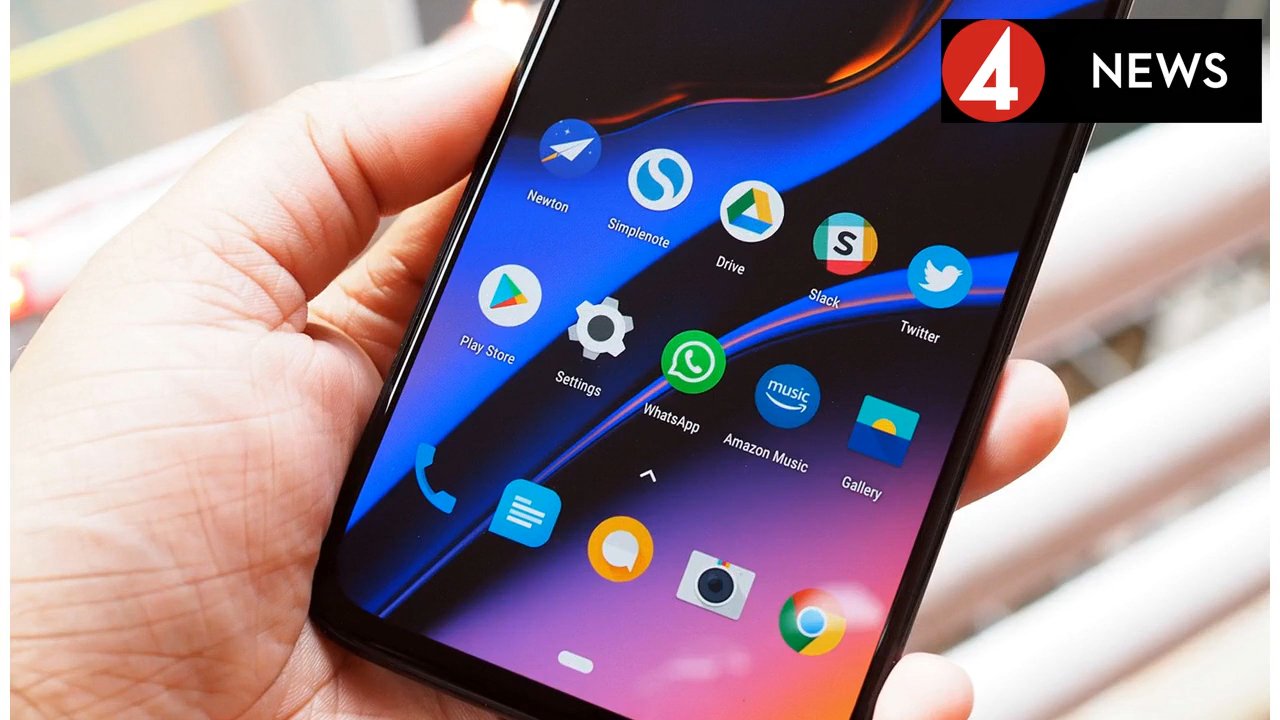 4 NEWS
Newton
Simplenote
Drive
Slack
Twitter
Play Store
Settings
WhatsApp
music
Amazon Music
Gallery
S